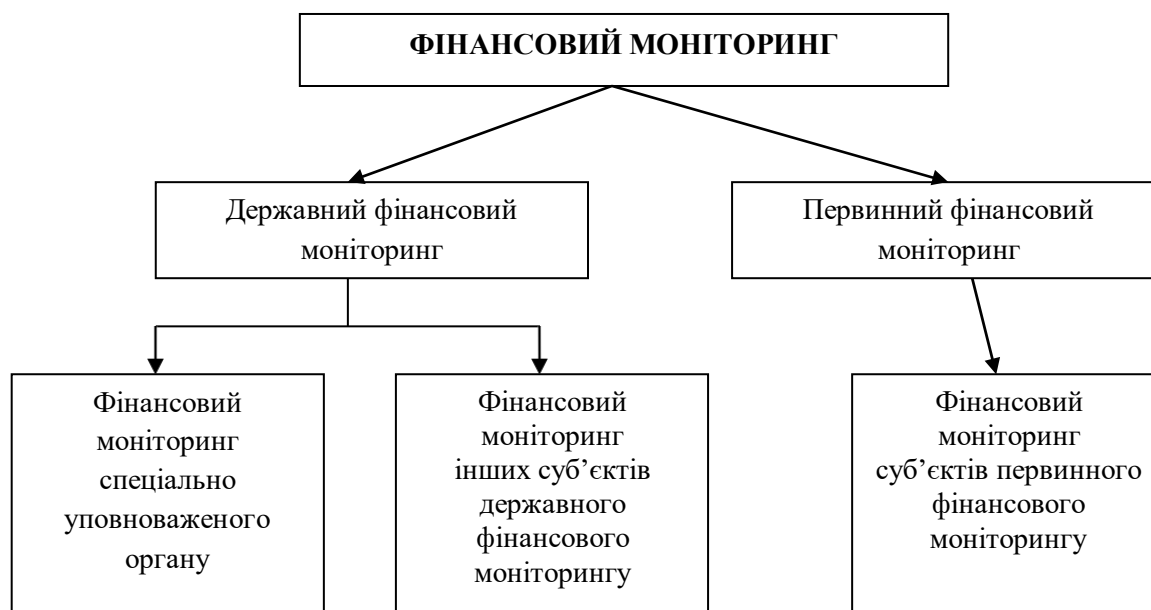 ФІНАНСОВИЙ МОНІТОРИНГ
Державний фінансовий
моніторинг
Первинний фінансовий
моніторинг
Фінансовий
моніторинг
спеціально
уповноваженого
органу
Фінансовий
моніторинг
інших суб’єктів
державного
фінансового
моніторингу
Фінансовий
моніторинг
суб’єктів первинного
фінансового
моніторингу